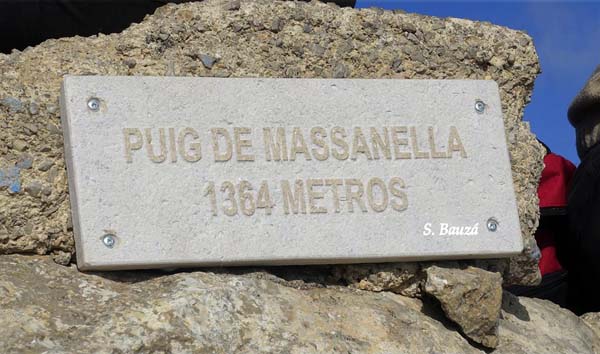 PUIG DE MASSANELLA
1364 METROS
S. Bauzá